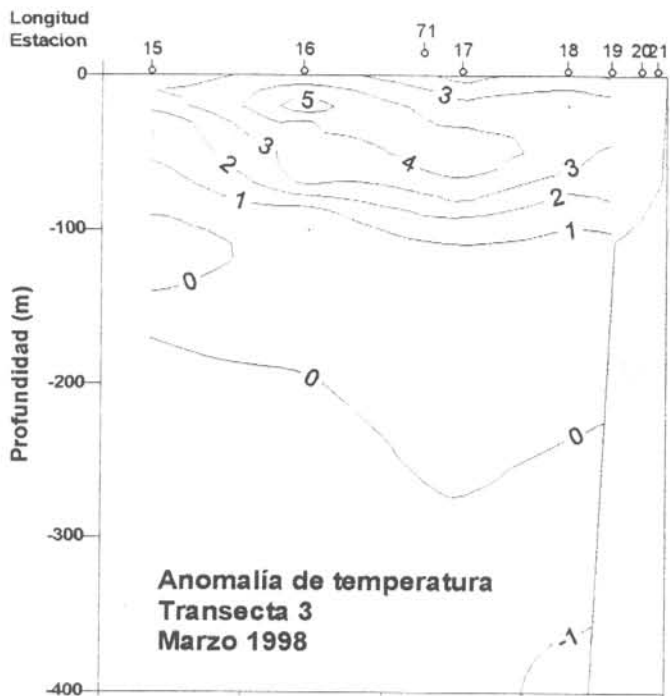 Longitud
Estacion
15 16 71 17 18 19 20 21
0
3
5
3
4
2
3
1
2
1
-100
0
-200
0
0
-300
-1
-400
Profundidad (m)
Anomalía de temperatura
Transecta 3
Marzo 1998